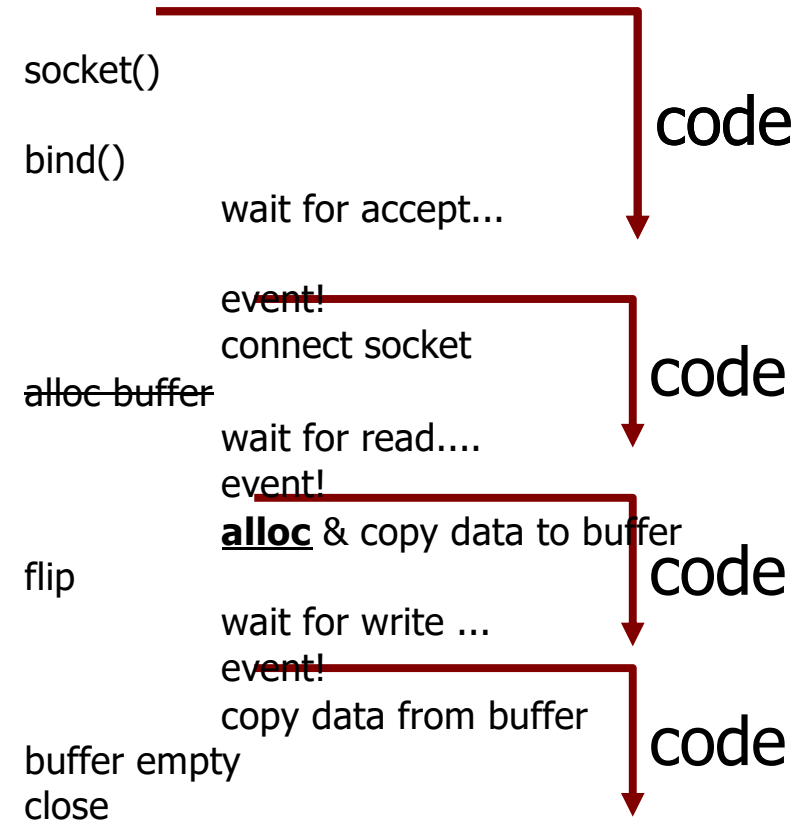 socket()
code
bind()
wait for accept...
event!
connect socket
code
alloc buffer
wait for read....
event!
alloc & copy data to buffer
code
flip
wait for write ...
event!
copy data from buffer
code
buffer empty
close